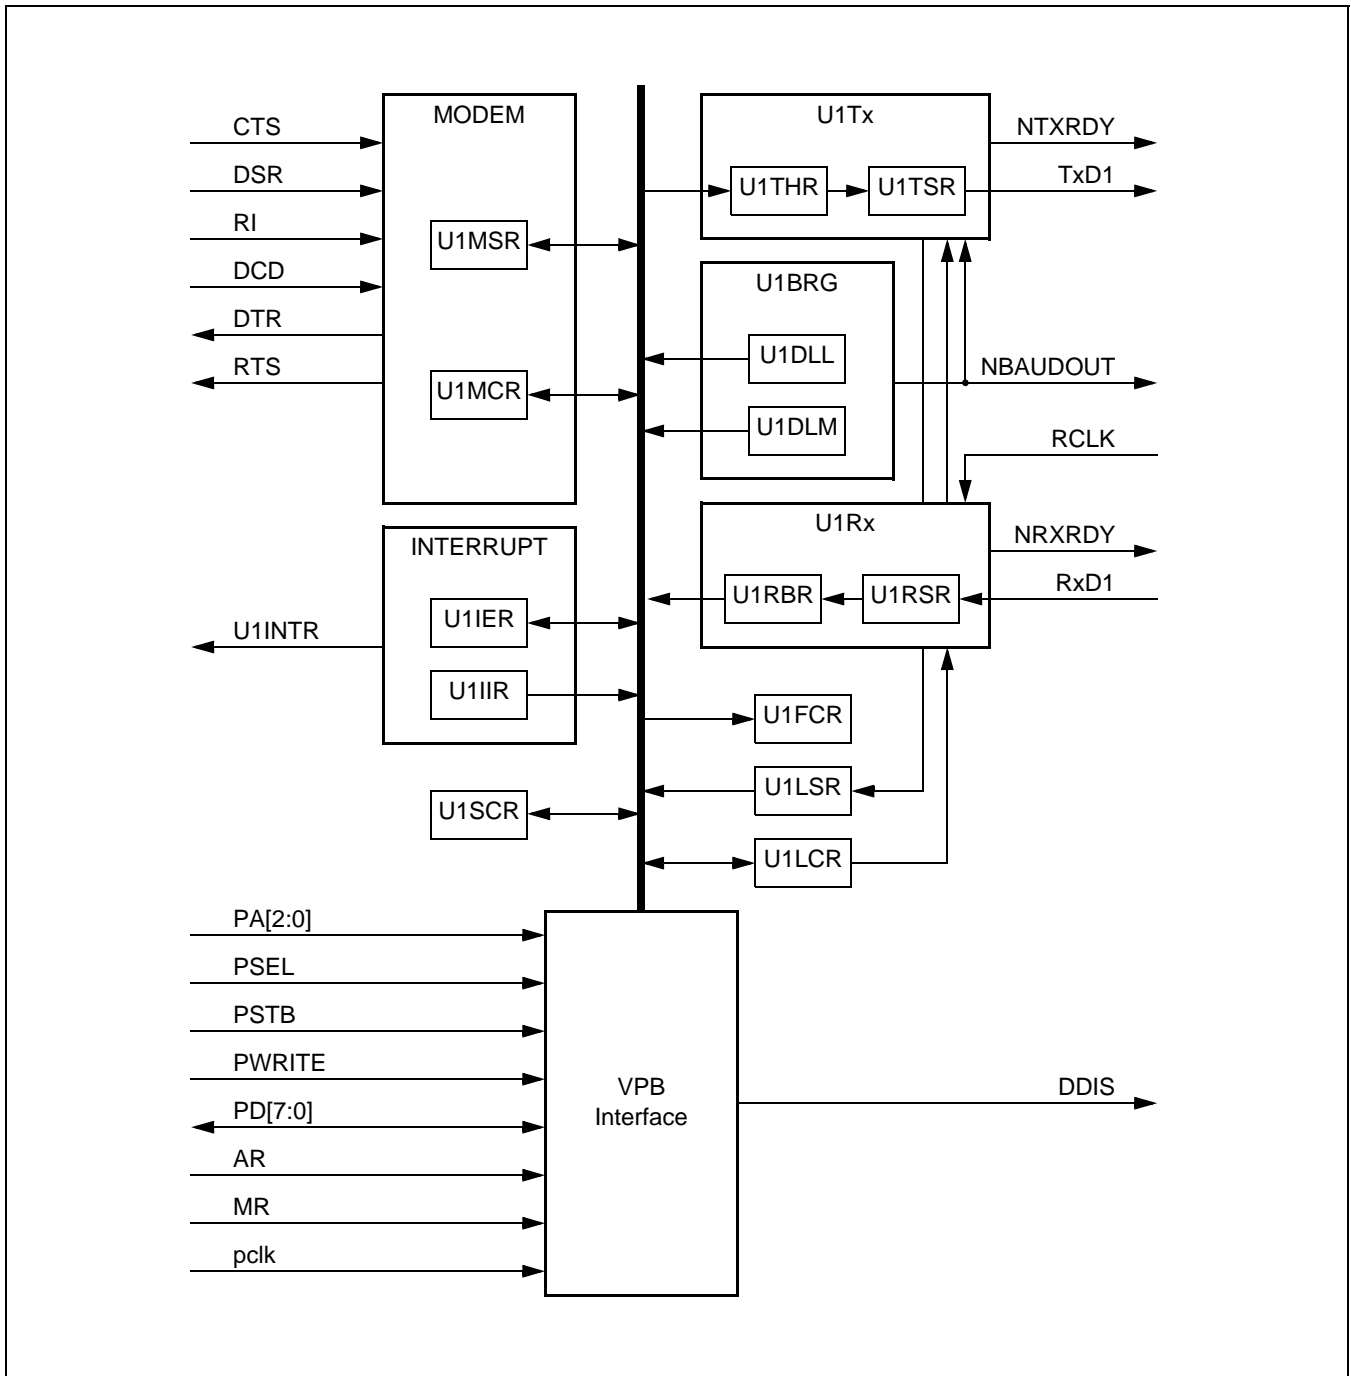 MODEM
CTS
DSR
RI
DCD
DTR
RTS
U1MSR
U1MCR
U1Tx
U1THR
U1TSR
NTXRDY
TxD1
U1BRG
U1DLL
U1DLM
NBAUDOUT
RCLK
U1Rx
U1RBR
U1RSR
NRXRDY
RxD1
INTERRUPT
U1IER
U1IIR
U1INTR
U1FCR
U1LSR
U1LCR
U1SCR
PA[2:0]
PSEL
PSTB
PWRITE
PD[7:0]
AR
MR
pclk
VPB
Interface
DDIS